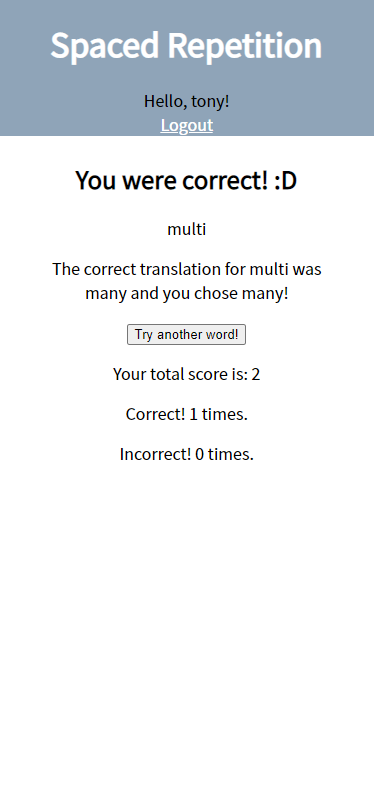 Spaced Repetition
Hello, tony!
Logout
You were correct! :D
multi
The correct translation for multi was
many and you chose many!
Try another word!
Your total score is: 2
Correct! 1 times.
Incorrect! 0 times.